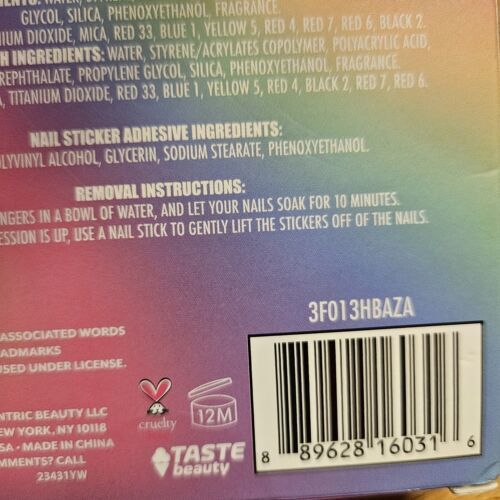 GLYCOL, SILICA, PHENOXYETHANOL, FRAGRANCE.
DIOXIDE, MICA, RED 33, BLUE 1, YELLOW 5, RED 4, RED 7, RED 6, BLACK 2.
INGREDIENTS: WATER, STYRENE/ACRYLATES COPOLYMER, POLYACRYLIC ACID,
REPHTHALATE, PROPYLENE GLYCOL, SILICA, PHENOXYETHANOL, FRAGRANCE.
TITANIUM DIOXIDE, RED 33, BLUE 1, YELLOW 5, RED 4, BLACK 2, RED 7, RED 6.
NAIL STICKER ADHESIVE INGREDIENTS:
LYVINYL ALCOHOL, GLYCERIN, SODIUM STEARATE, PHENOXYETHANOL.
REMOVAL INSTRUCTIONS:
NGERS IN A BOWL OF WATER, AND LET YOUR NAILS SOAK FOR 10 MINUTES.
ESSION IS UP, USE A NAIL STICK TO GENTLY LIFT THE STICKERS OFF OF THE NAILS.
3F013HBAZA
ASSOCIATED WORDS
ADMARKS
USED UNDER LICENSE.
cruelty
12M
NTRIC BEAUTY LLC
NEW YORK, NY 10118
SA • MADE IN CHINA
MMENTS? CALL
23431YW
TASTE
beauty
8 89628 16031 6